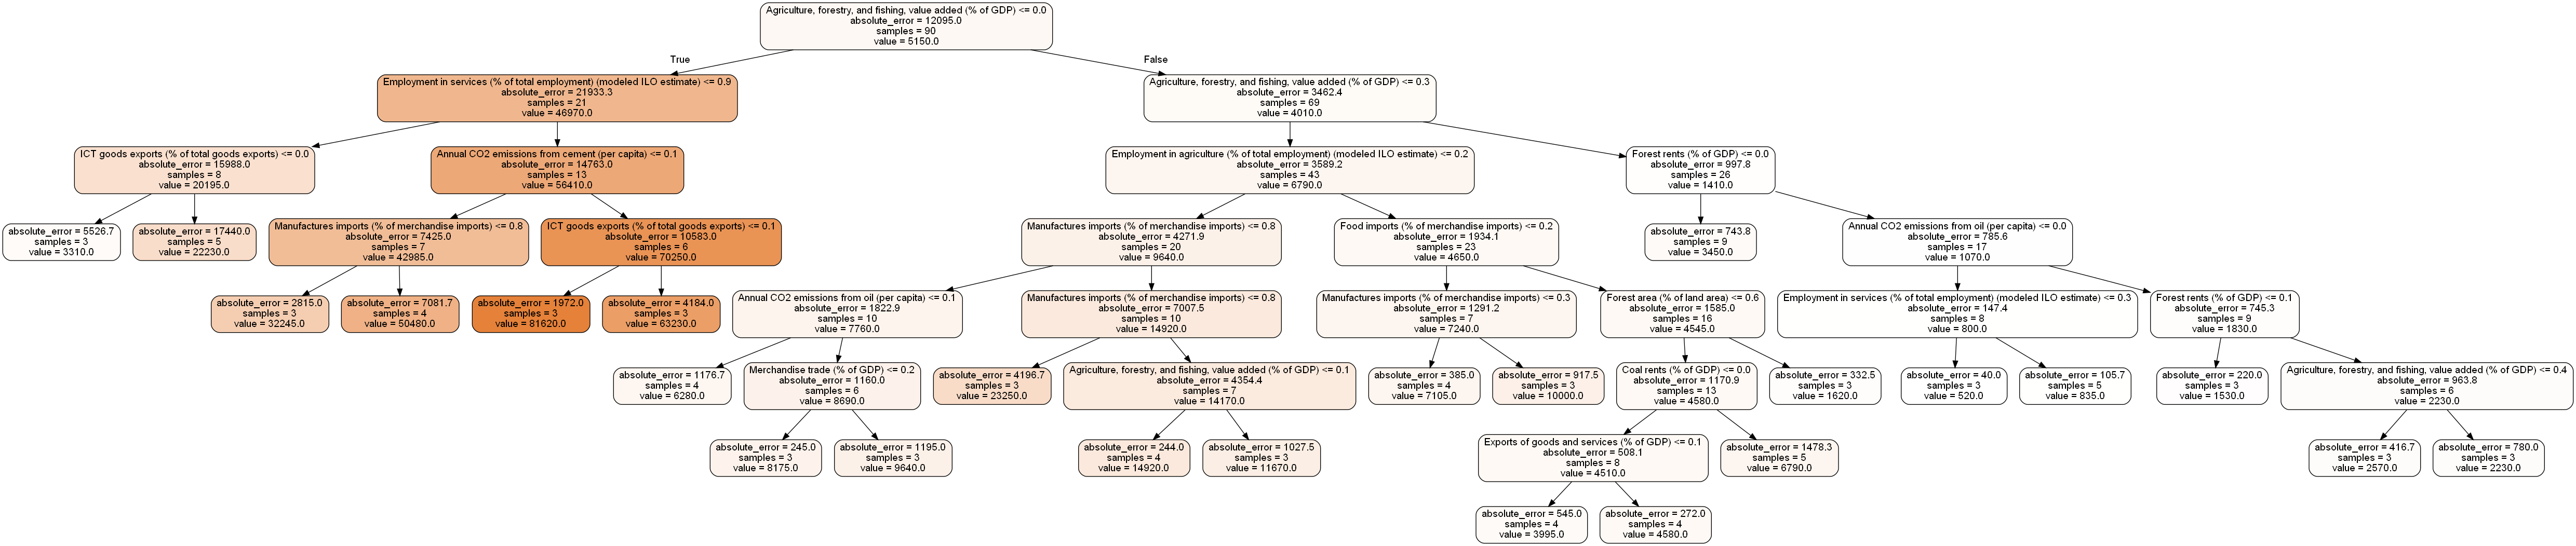 Agriculture, forestry, and fishing, value added (% of GDP) <= 0.0
absolute_error = 12095.0
samples = 90
value = 5150.0
True
False
Employment in services (% of total employment) (modeled ILO estimate) <= 0.9
absolute_error = 21933.3
samples = 21
value = 46970.0
Agriculture, forestry, and fishing, value added (% of GDP) <= 0.3
absolute_error = 3462.4
samples = 69
value = 4010.0
ICT goods exports (% of total goods exports) <= 0.0
absolute_error = 15988.0
samples = 8
value = 20195.0
Annual CO2 emissions from cement (per capita) <= 0.1
absolute_error = 14763.0
samples = 13
value = 56410.0
Employment in agriculture (% of total employment) (modeled ILO estimate) <= 0.2
absolute_error = 3589.2
samples = 43
value = 6790.0
Forest rents (% of GDP) <= 0.0
absolute_error = 997.8
samples = 26
value = 1410.0
absolute_error = 5526.7
samples = 3
value = 3310.0
absolute_error = 17440.0
samples = 5
value = 22230.0
Manufactures imports (% of merchandise imports) <= 0.8
absolute_error = 7425.0
samples = 7
value = 42985.0
ICT goods exports (% of total goods exports) <= 0.1
absolute_error = 10583.0
samples = 6
value = 70250.0
Manufactures imports (% of merchandise imports) <= 0.8
absolute_error = 4271.9
samples = 20
value = 9640.0
Food imports (% of merchandise imports) <= 0.2
absolute_error = 1934.1
samples = 23
value = 4650.0
absolute_error = 743.8
samples = 9
value = 3450.0
Annual CO2 emissions from oil (per capita) <= 0.0
absolute_error = 785.6
samples = 17
value = 1070.0
absolute_error = 2815.0
samples = 3
value = 32245.0
absolute_error = 7081.7
samples = 4
value = 50480.0
absolute_error = 1972.0
samples = 3
value = 81620.0
absolute_error = 4184.0
samples = 3
value = 63230.0
Annual CO2 emissions from oil (per capita) <= 0.1
absolute_error = 1822.9
samples = 10
value = 7760.0
Manufactures imports (% of merchandise imports) <= 0.8
absolute_error = 7007.5
samples = 10
value = 14920.0
Manufactures imports (% of merchandise imports) <= 0.3
absolute_error = 1291.2
samples = 7
value = 7240.0
Forest area (% of land area) <= 0.6
absolute_error = 1585.0
samples = 16
value = 4545.0
Employment in services (% of total employment) (modeled ILO estimate) <= 0.3
absolute_error = 147.4
samples = 8
value = 800.0
Forest rents (% of GDP) <= 0.1
absolute_error = 745.3
samples = 9
value = 1830.0
absolute_error = 1176.7
samples = 4
value = 6280.0
Merchandise trade (% of GDP) <= 0.2
absolute_error = 1160.0
samples = 6
value = 8690.0
absolute_error = 4196.7
samples = 3
value = 23250.0
Agriculture, forestry, and fishing, value added (% of GDP) <= 0.1
absolute_error = 4354.4
samples = 7
value = 14170.0
absolute_error = 385.0
samples = 4
value = 7105.0
absolute_error = 917.5
samples = 3
value = 10000.0
Coal rents (% of GDP) <= 0.0
absolute_error = 1170.9
samples = 13
value = 4580.0
absolute_error = 332.5
samples = 3
value = 1620.0
absolute_error = 40.0
samples = 3
value = 520.0
absolute_error = 105.7
samples = 5
value = 835.0
absolute_error = 220.0
samples = 3
value = 1530.0
Agriculture, forestry, and fishing, value added (% of GDP) <= 0.4
absolute_error = 963.8
samples = 6
value = 2230.0
absolute_error = 245.0
samples = 3
value = 8175.0
absolute_error = 1195.0
samples = 3
value = 9640.0
absolute_error = 244.0
samples = 4
value = 14920.0
absolute_error = 1027.5
samples = 3
value = 11670.0
Exports of goods and services (% of GDP) <= 0.1
absolute_error = 508.1
samples = 8
value = 4510.0
absolute_error = 1478.3
samples = 5
value = 6790.0
absolute_error = 416.7
samples = 3
value = 2570.0
absolute_error = 780.0
samples = 3
value = 2230.0
absolute_error = 545.0
samples = 4
value = 3995.0
absolute_error = 272.0
samples = 4
value = 4580.0